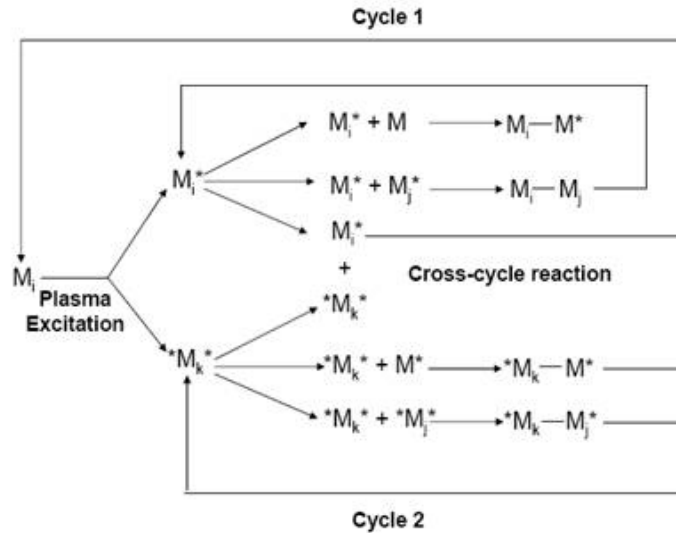 Cycle 1
Mi* + M Mi—M*
Mi*
Mi* + Mj* Mi—Mj
Mi*
Mi + Cross-cycle reaction
Plasma
Excitation
*Mk*
*Mk*
*Mk* + M* *Mk—M*
*Mk* + *Mj* *Mk—Mj*
Cycle 2